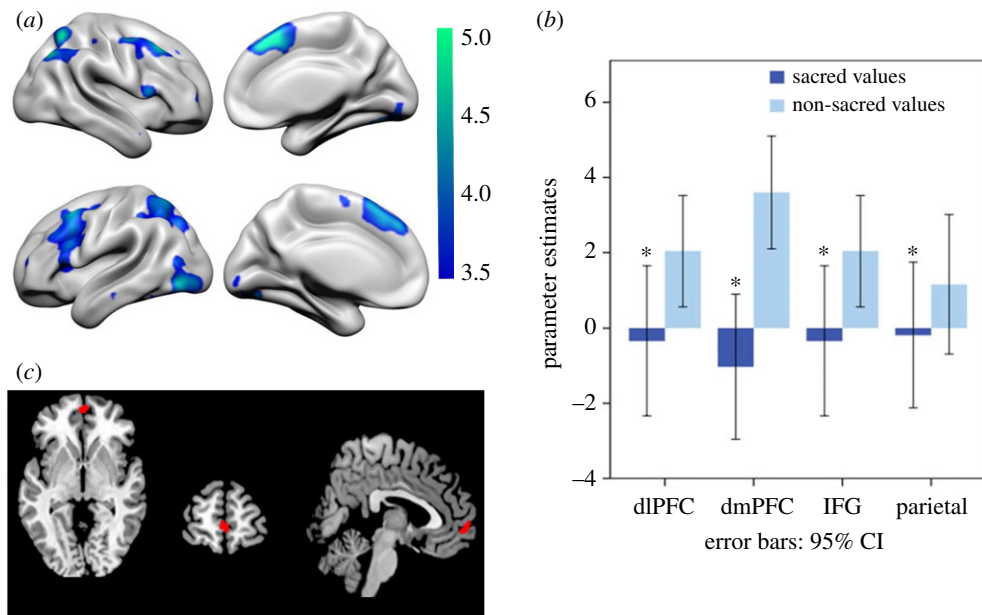 (a)
5.0
4.5
4.0
3.5
(b)
sacred values
non-sacred values
parameter estimates
6
4
2
0
−2
−4
*
*
*
*
dlPFC dmPFC IFG parietal
error bars: 95% CI
(c)